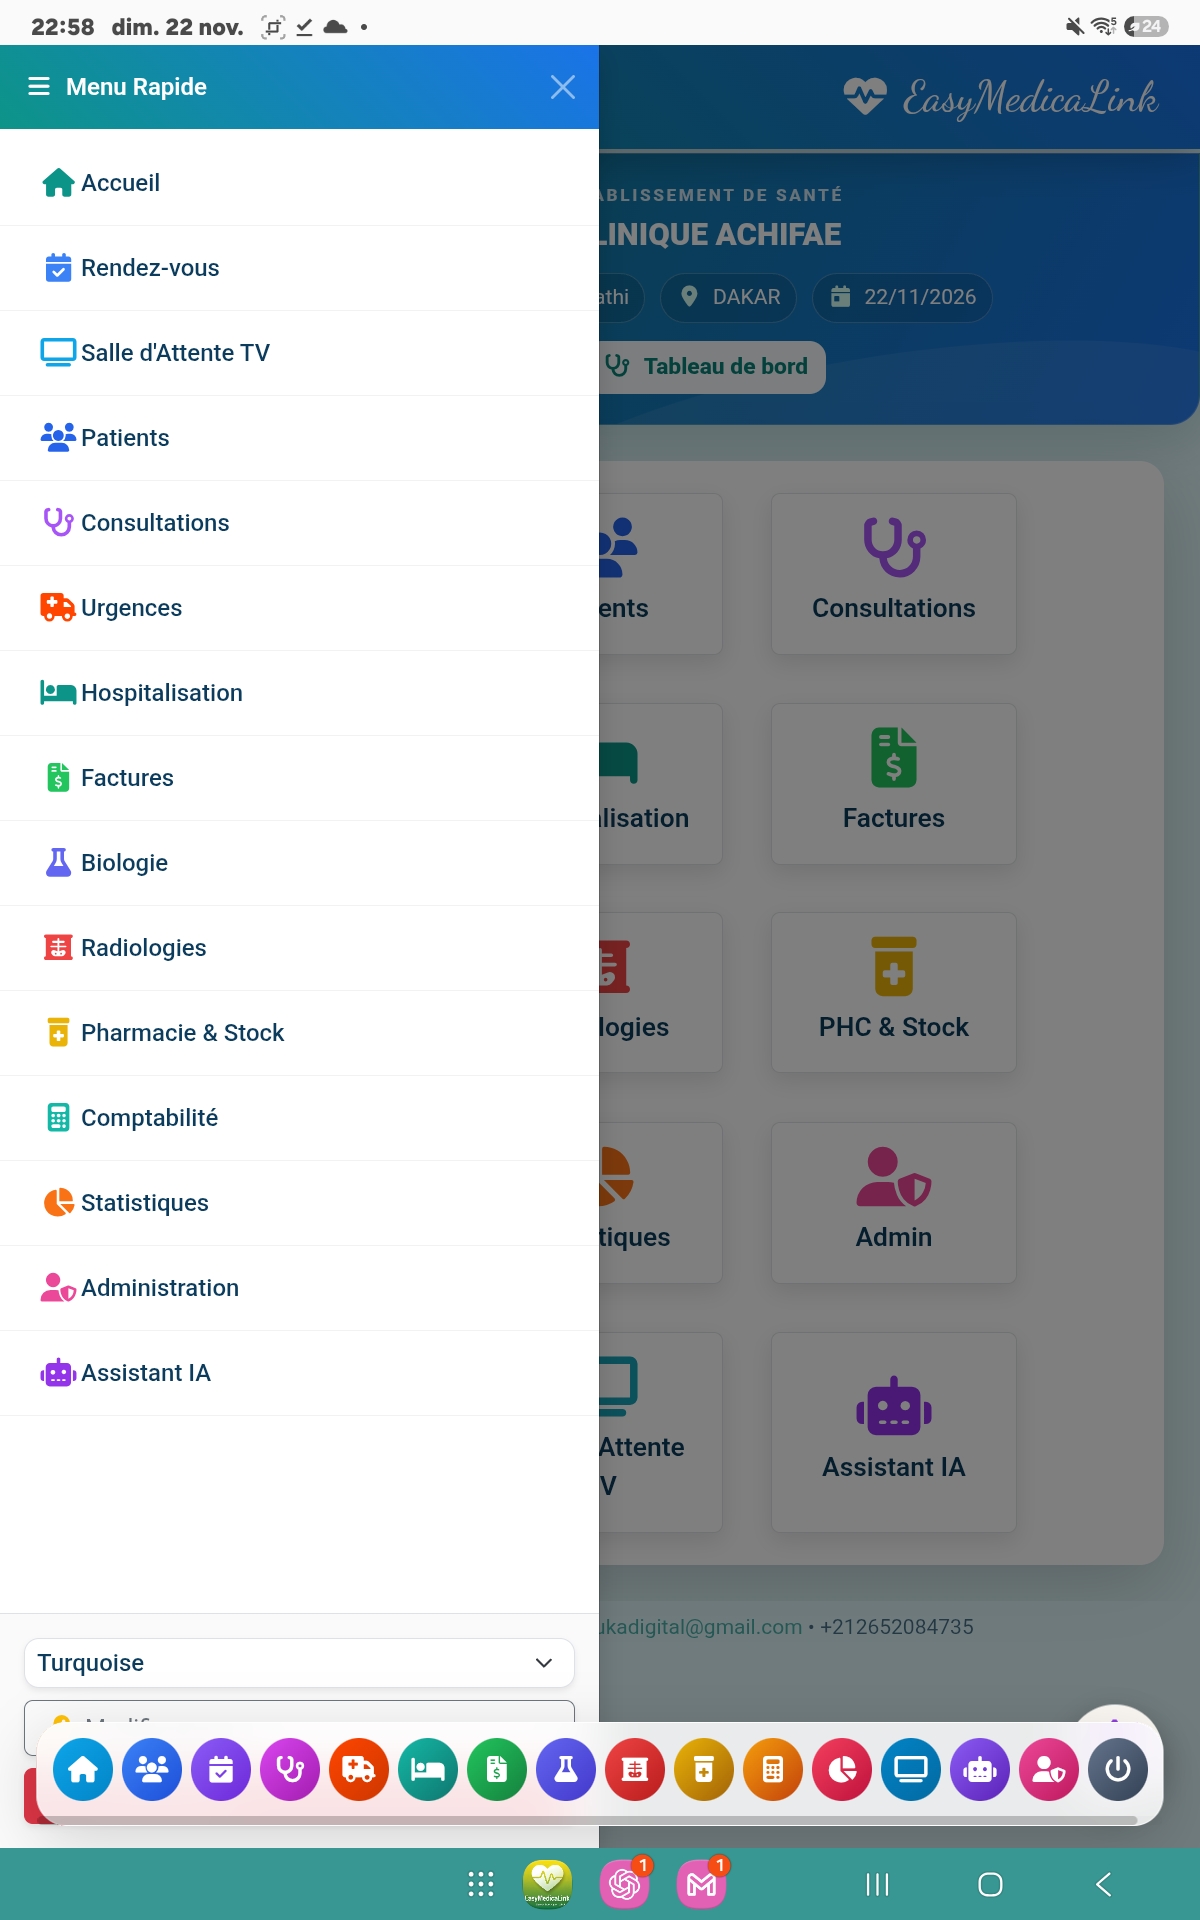 22:58 dim. 22 nov.
24
Menu Rapide
EasyMedicaLink
Accueil
Rendez-vous
Salle d'Attente TV
Patients
Consultations
Urgences
Hospitalisation
Factures
Biologie
Radiologies
Pharmacie & Stock
Comptabilité
Statistiques
Administration
Assistant IA
Turquoise
ABLISSEMENT DE SANTÉ
LINIQUE ACHIFAE
athi
DAKAR
22/11/2026
Tableau de bord
ents
Consultations
lisation
Factures
logies
PHC & Stock
tiques
Admin
Attente
V
Assistant IA
ukadigital@gmail.com • +212652084735
EasyMedicaLink
1
1